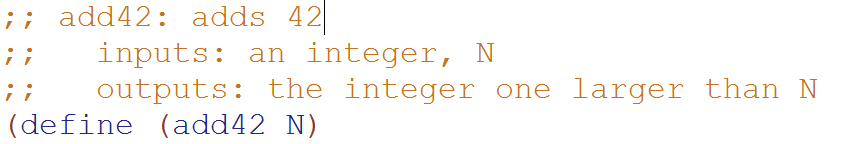 ;; add42: adds 42
;;   inputs: an integer, N
;;   outputs: the integer one larger than N
(define (add42 N)